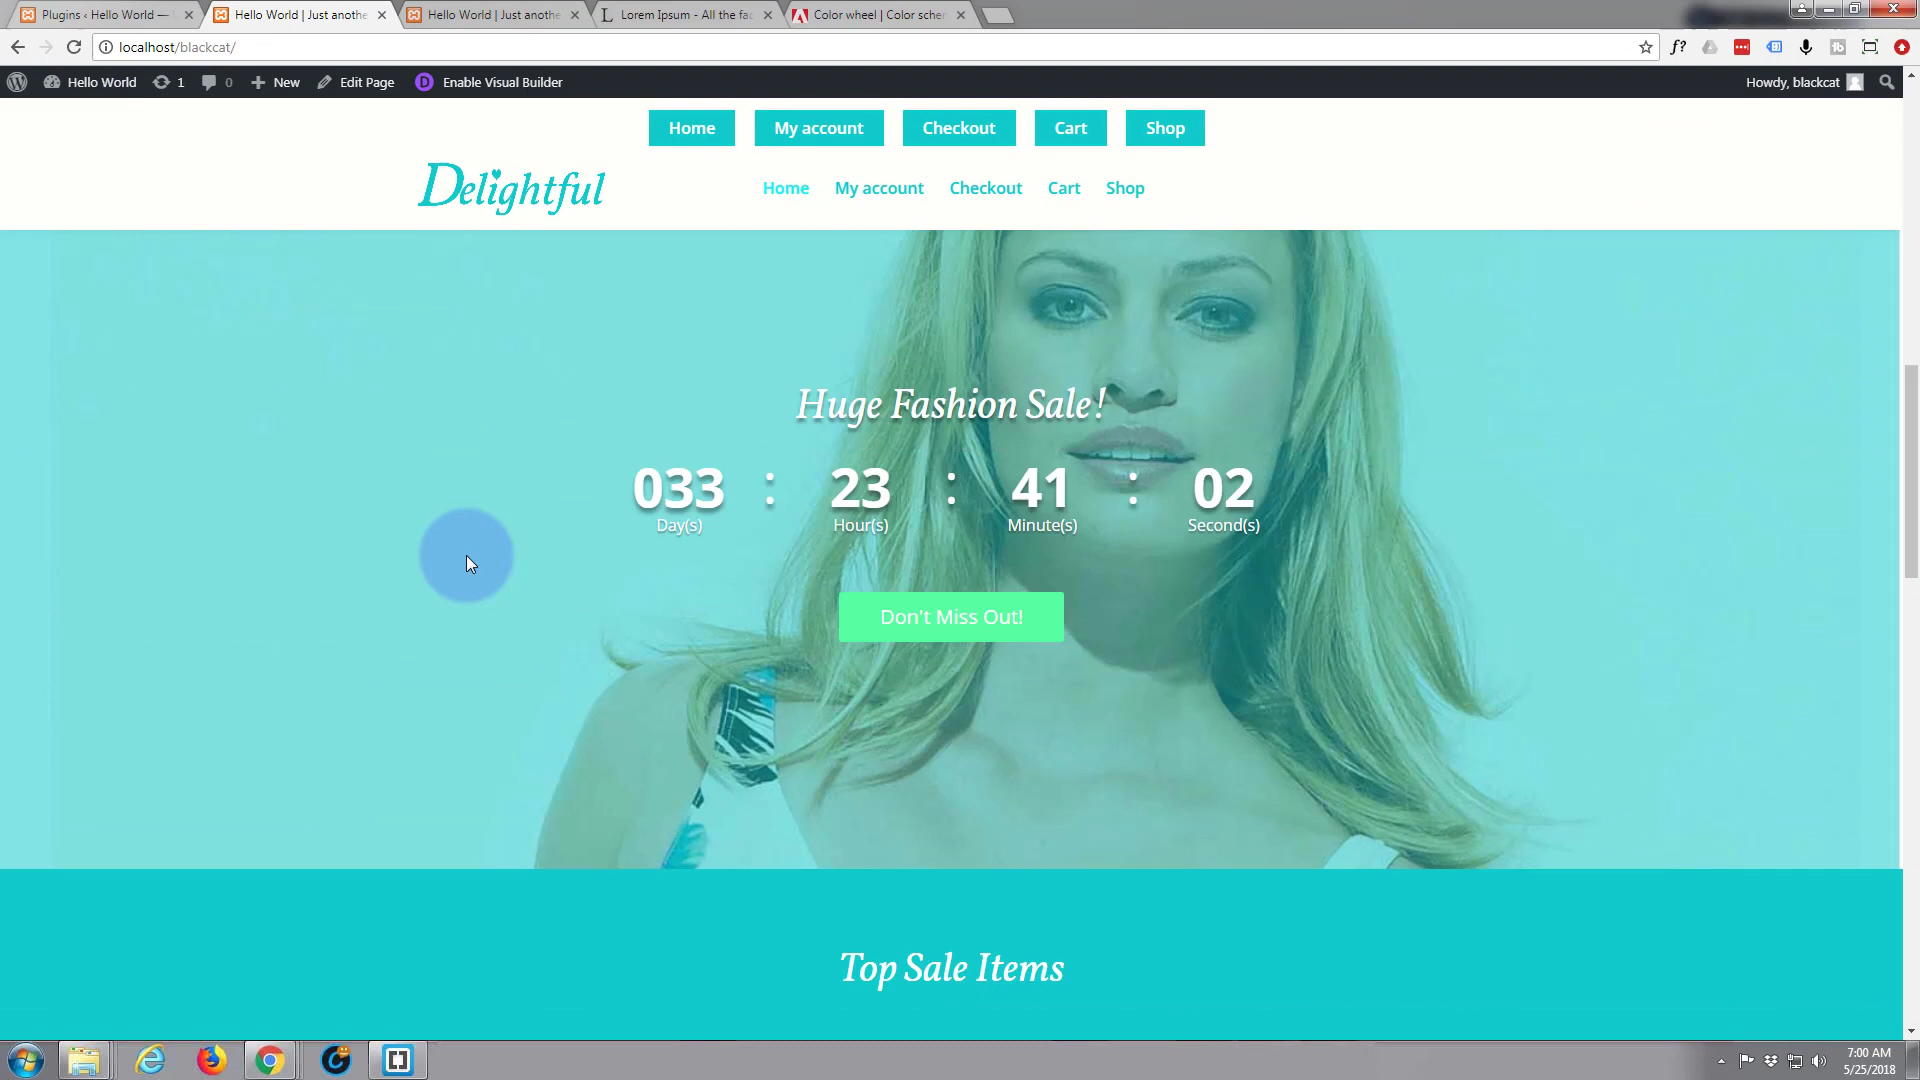 Plugins ‹ Hello World —
Hello World | Just anothe
Hello World | Just anothe
Lorem Ipsum - All the fac
Color wheel | Color schem
localhost/blackcat/
f?
Hello World
1
0
New
Edit Page
D
Enable Visual Builder
Howdy, blackcat
Home
My account
Checkout
Cart
Shop
Delightful
Home
My account
Checkout
Cart
Shop
Huge Fashion Sale!
033 : 23 : 41 : 02
Day(s) Hour(s) Minute(s) Second(s)
Don't Miss Out!
Top Sale Items
7:00 AM
5/25/2018